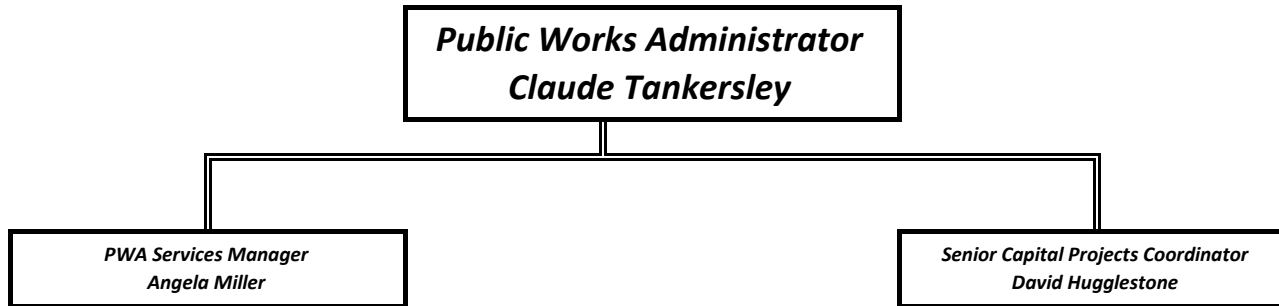 Public Works Administrator
Claude Tankersley
PWA Services Manager
Angela Miller
Senior Capital Projects Coordinator
David Hugglestone